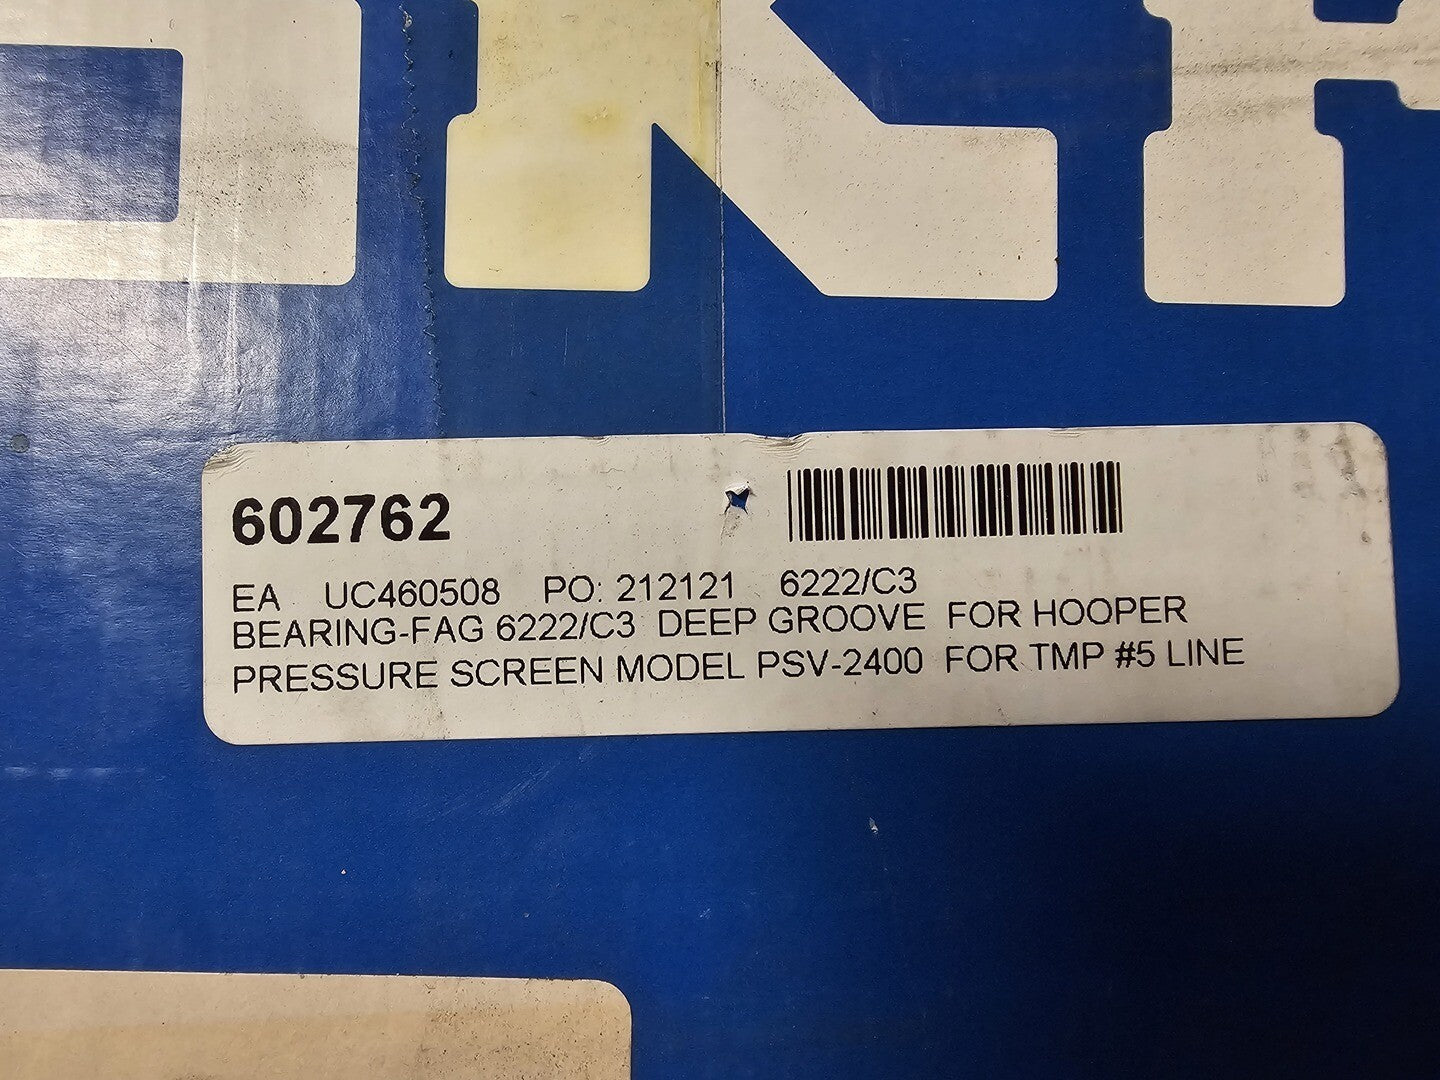 SKF
602762
EA UC460508 PO: 212121 6222/C3
BEARING-FAG 6222/C3 DEEP GROOVE FOR HOOPER
PRESSURE SCREEN MODEL PSV-2400 FOR TMP #5 LINE